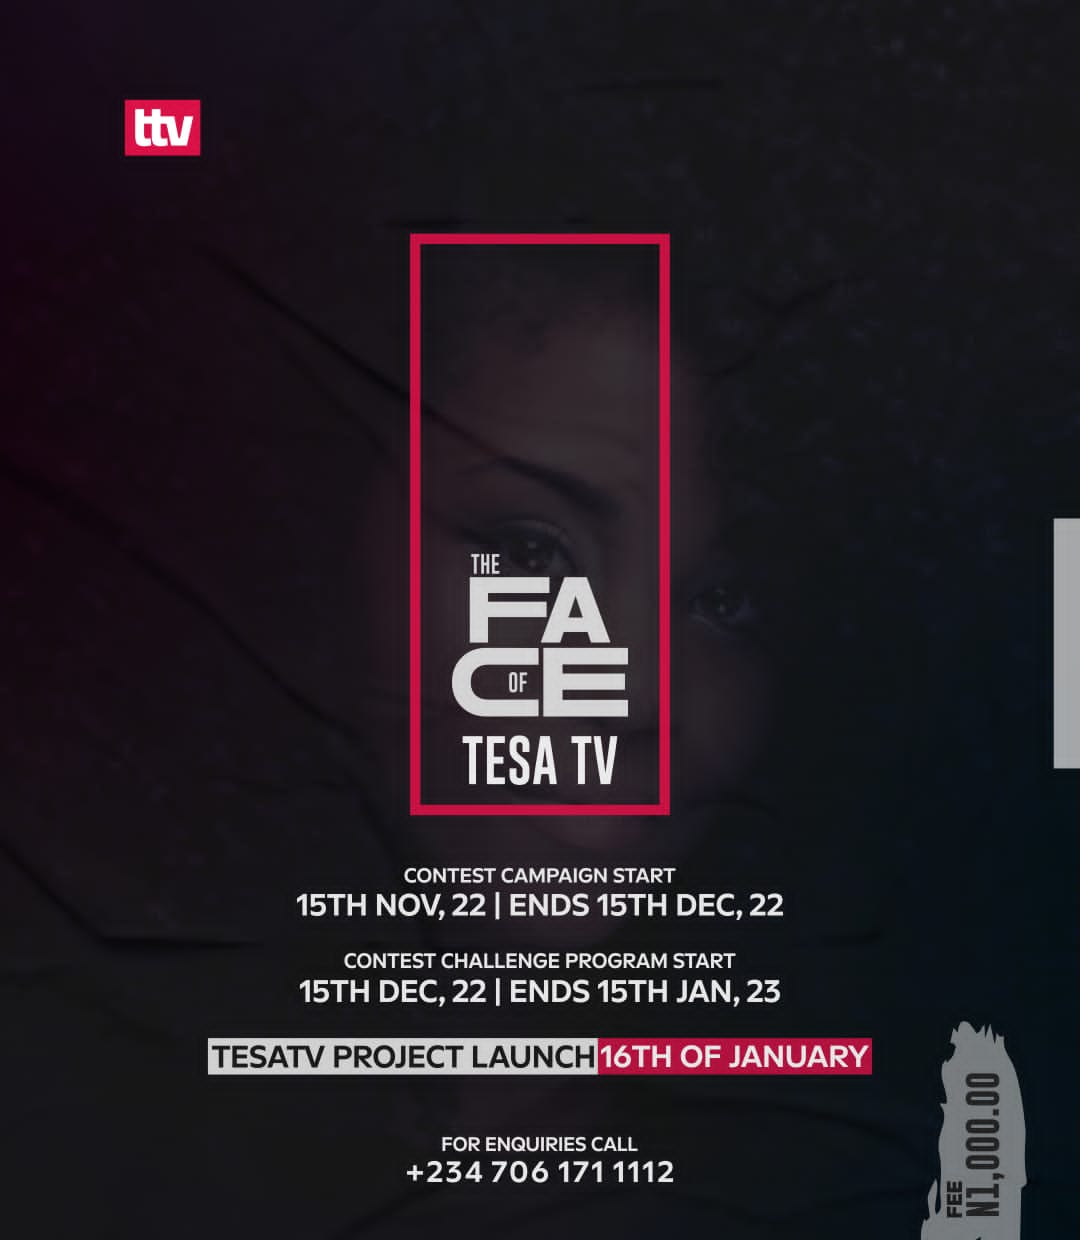 ttv
THE
FA
CE
OF
TESA TV
CONTEST CAMPAIGN START
15TH NOV, 22 | ENDS 15TH DEC, 22
CONTEST CHALLENGE PROGRAM START
15TH DEC, 22 | ENDS 15TH JAN, 23
TESATV PROJECT LAUNCH 16TH OF JANUARY
FOR ENQUIRIES CALL
+234 706 171 1112
FEE
N1,000.00